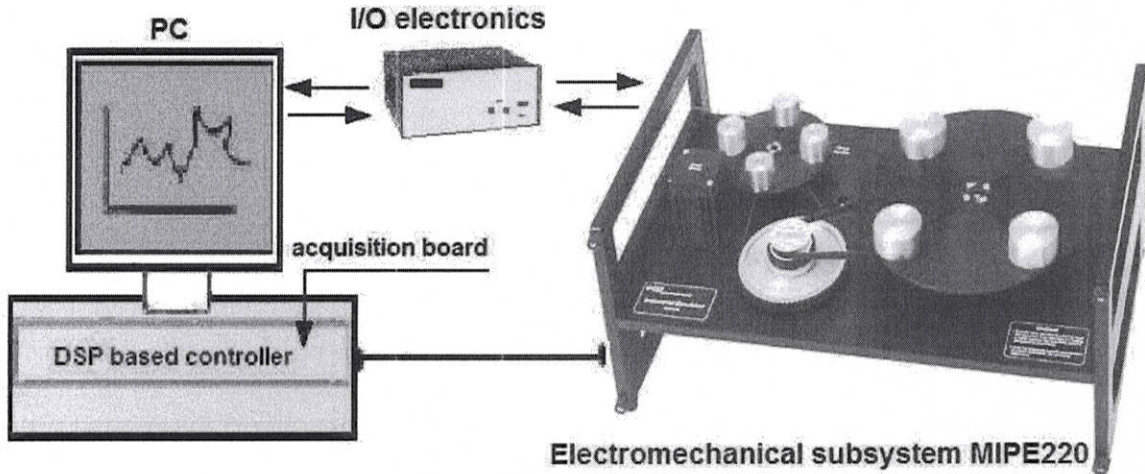 PC
I/O electronics
acquisition board
DSP based controller
Electromechanical subsystem MIPE220